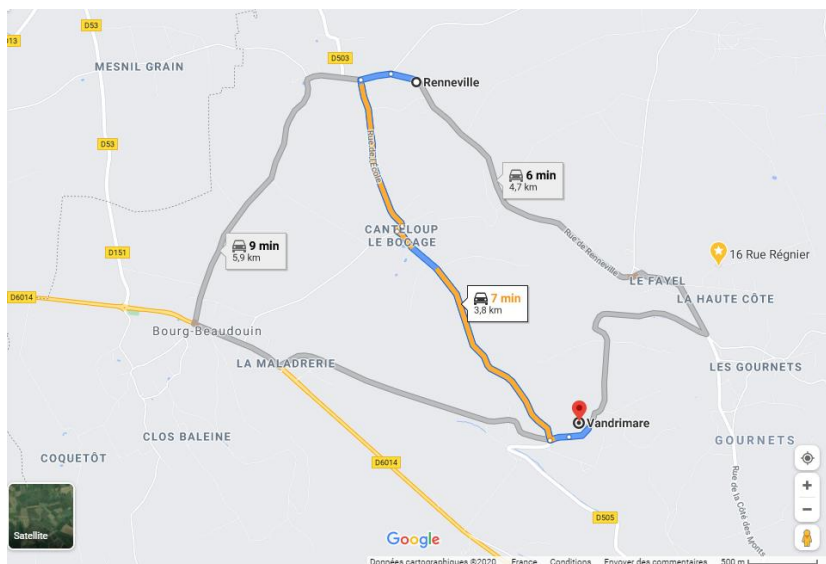 D53
D13
MESNIL GRAIN
D503
Renneville
Rue de l'École
D53
6 min
4,7 km
CANTELOUP
LE BOCAGE
Rue de Renneville
9 min
5,9 km
D151
16 Rue Régnier
LE FAYEL
LA HAUTE CÔTE
D6014
7 min
3,8 km
Bourg-Beaudouin
LA MALADRERIE
LES GOURNETS
Vandrimare
CLOS BALEINE
GOURNETS
COQUETÔT
D6014
Rue de la Côte des Monts
Satellite
D505
Google
Données cartographiques ©2020 France Conditions Envoyer des commentaires 500 m